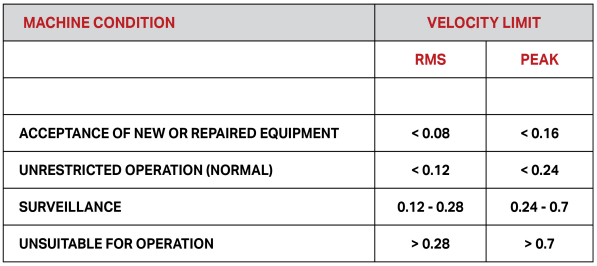 MACHINE CONDITION VELOCITY LIMIT
RMS PEAK
ACCEPTANCE OF NEW OR REPAIRED EQUIPMENT < 0.08 < 0.16
UNRESTRICTED OPERATION (NORMAL) < 0.12 < 0.24
SURVEILLANCE 0.12 - 0.28 0.24 - 0.7
UNSUITABLE FOR OPERATION > 0.28 > 0.7